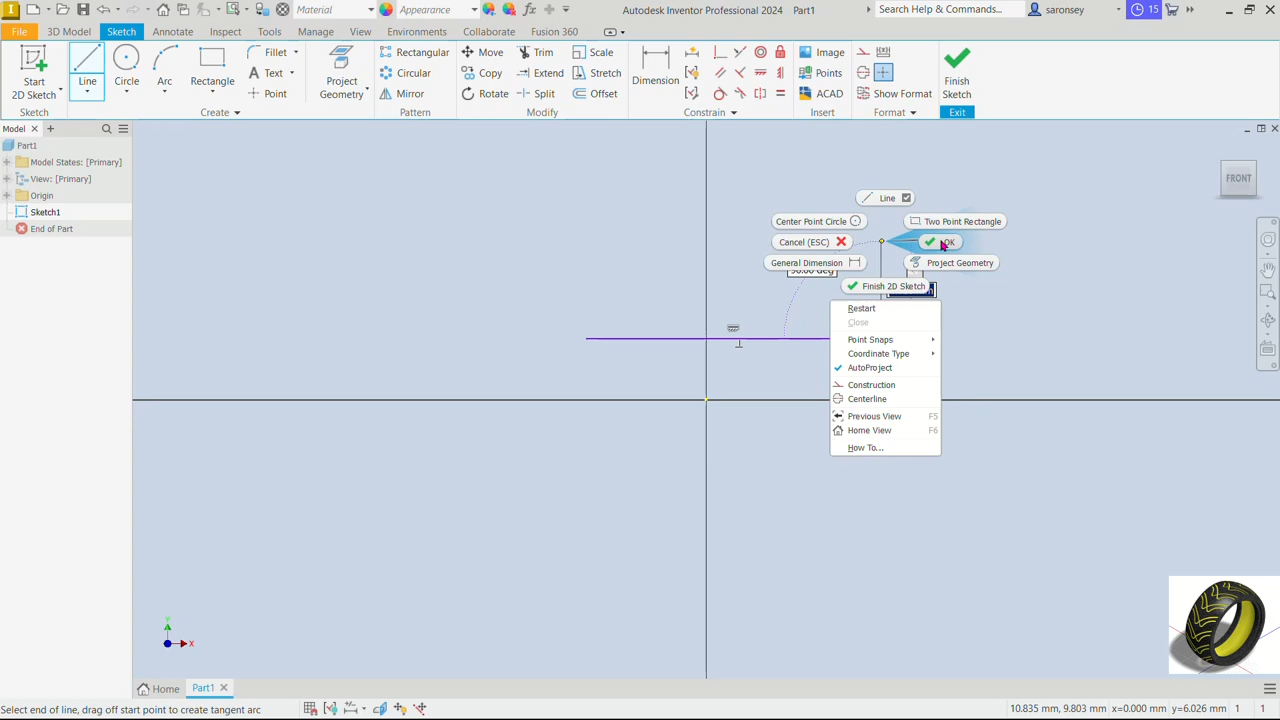 Material
Appearance
Autodesk Inventor Professional 2024 Part1
Search Help & Commands...
saronsey
15
File
3D Model
Sketch
Annotate
Inspect
Tools
Manage
View
Environments
Collaborate
Fusion 360
Start
2D Sketch
Line
Circle
Arc
Rectangle
Fillet
Text
Point
Project
Geometry
Rectangular
Circular
Mirror
Move
Copy
Rotate
Trim
Extend
Split
Scale
Stretch
Offset
Dimension
Image
Points
ACAD
Show Format
Finish
Sketch
Sketch
Create
Pattern
Modify
Constrain
Insert
Format
Exit
Model
Part1
Model States: [Primary]
View: [Primary]
Origin
Sketch1
End of Part
FRONT
Line
Center Point Circle
Two Point Rectangle
Cancel (ESC)
OK
General Dimension
Project Geometry
Finish 2D Sketch
Restart
Close
Point Snaps
Coordinate Type
AutoProject
Construction
Centerline
Previous View F5
Home View F6
How To...
Y
X
Home
Part1
Select end of line, drag off start point to create tangent arc
10.835 mm, 9.803 mm x=0.000 mm y=6.026 mm 1 1